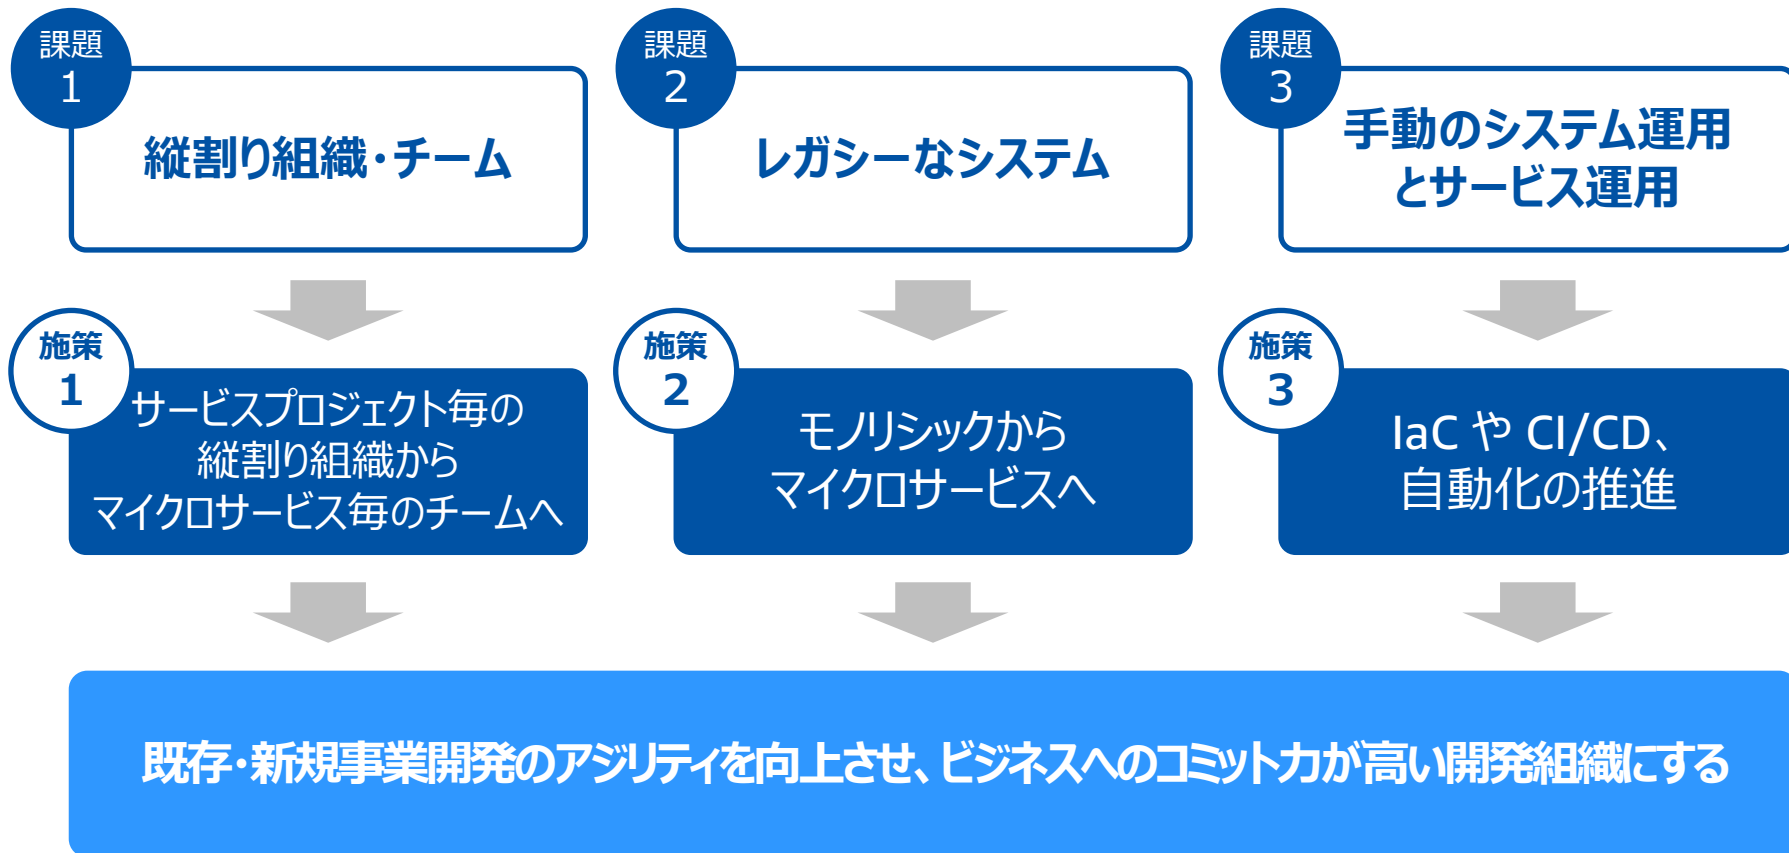 課題
1
縦割り組織・チーム
課題
2
レガシーなシステム
課題
3
手動のシステム運用
とサービス運用
施策
1
サービスプロジェクト毎の
縦割り組織から
マイクロサービス毎のチームへ
施策
2
モノリシックから
マイクロサービスへ
施策
3
IaC や CI/CD、
自動化の推進
既存・新規事業開発のアジリティを向上させ、ビジネスへのコミット力が高い開発組織にする